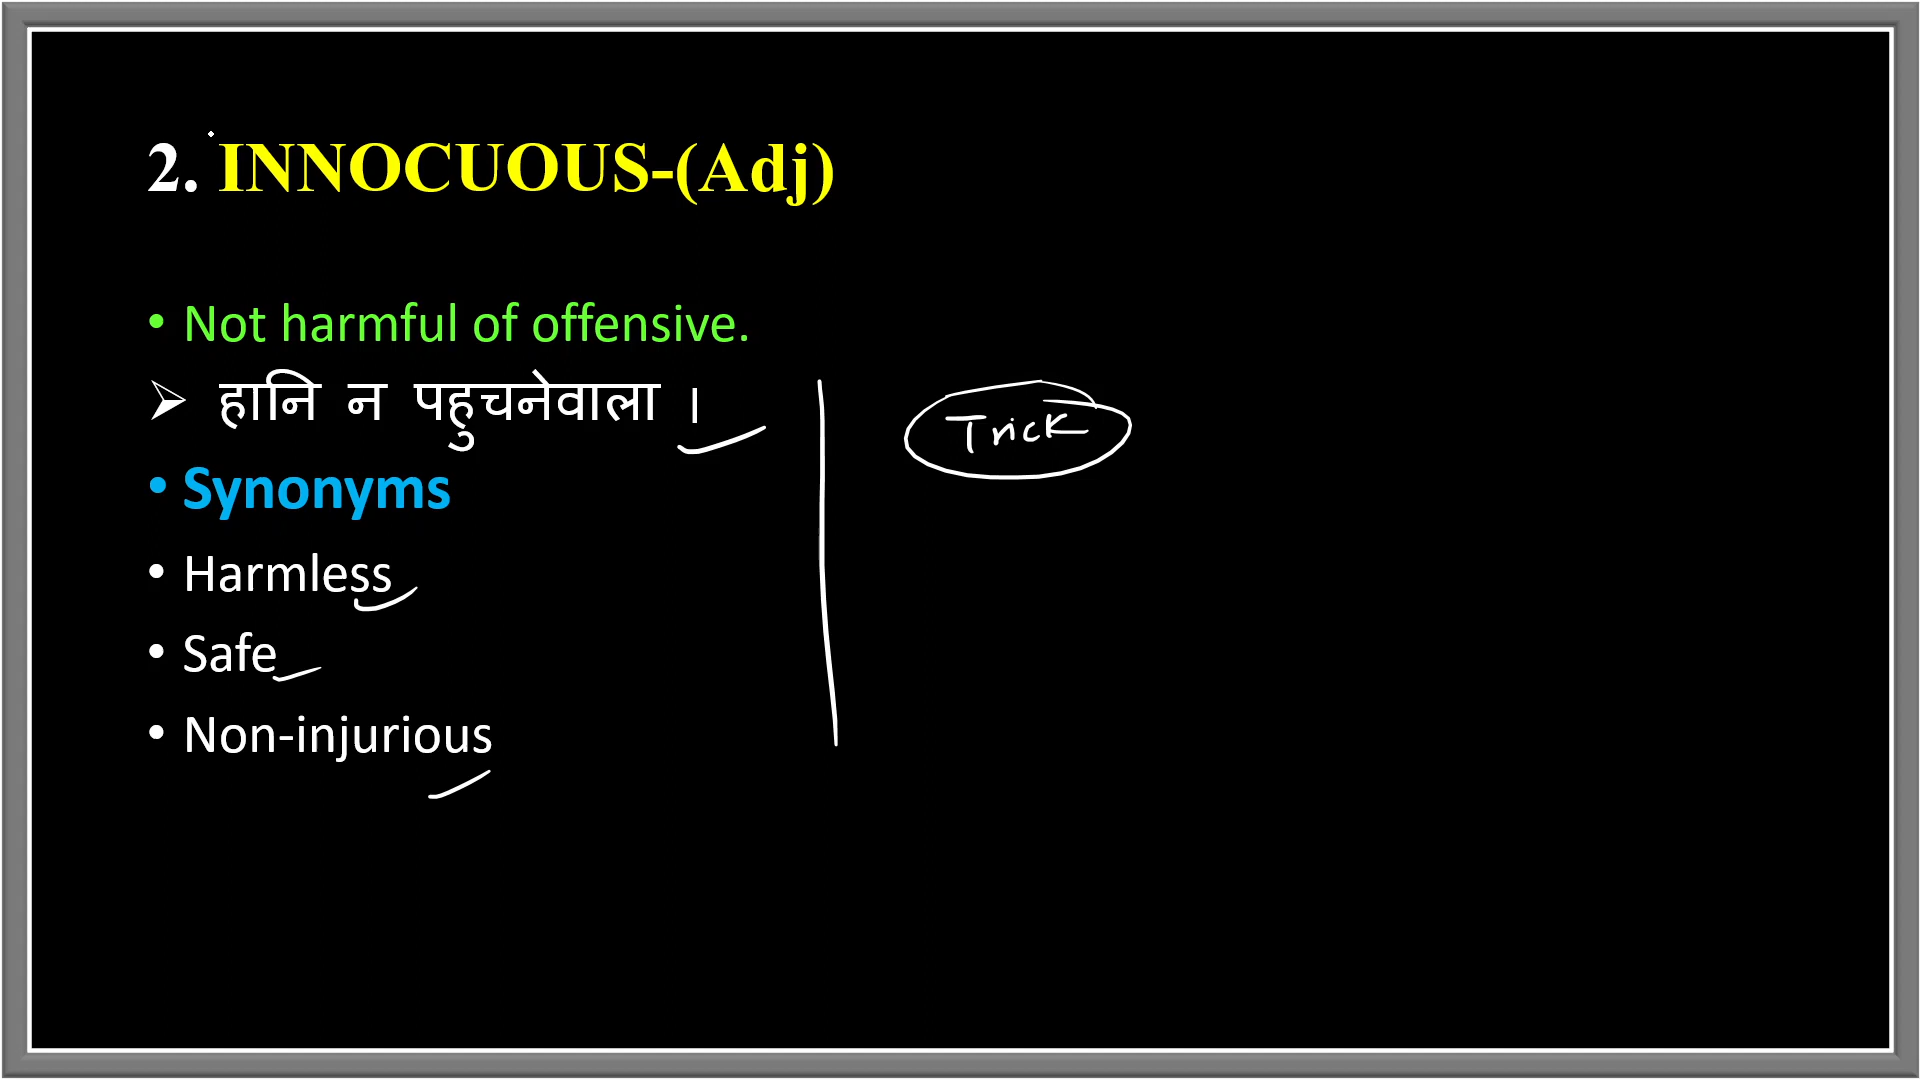 2. INNOCUOUS-(Adj)
• Not harmful of offensive.
➢ हानि न पहुचनेवाला ।
Trick
• Synonyms
• Harmless
• Safe
• Non-injurious